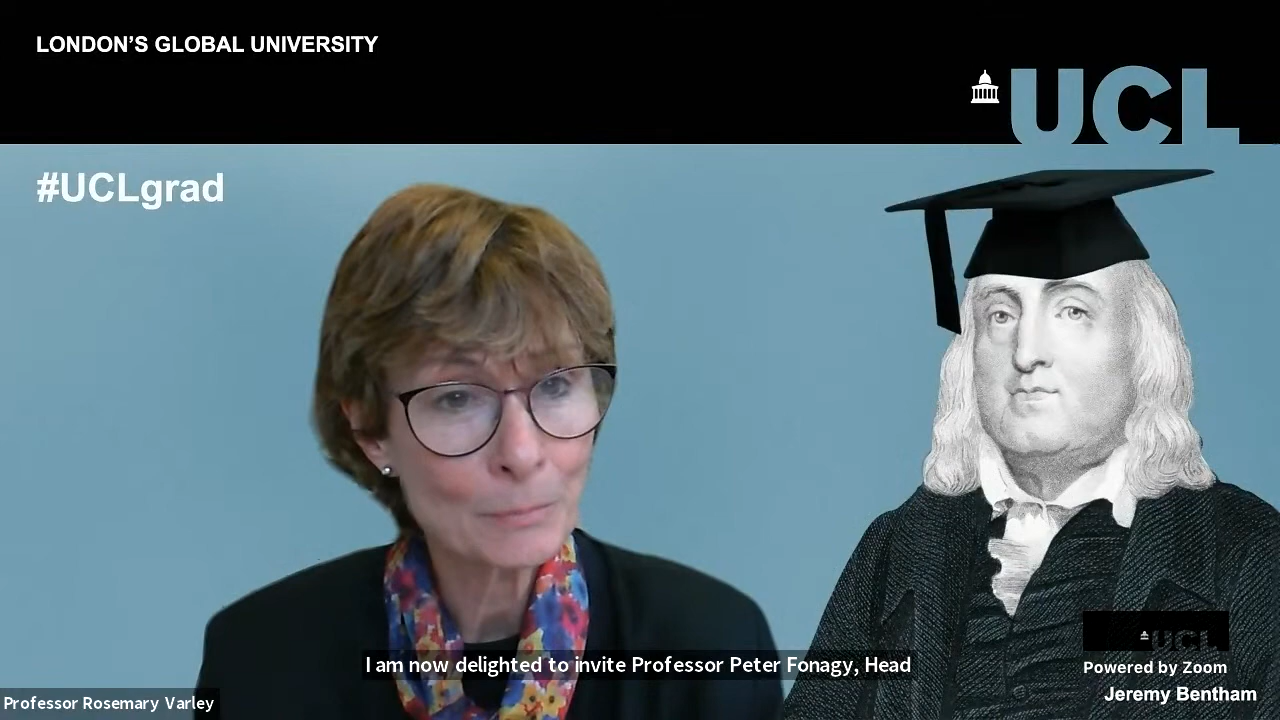 LONDON'S GLOBAL UNIVERSITY
UCL
#UCLgrad
I am now delighted to invite Professor Peter Fonagy, Head
UCL
Powered by Zoom
Jeremy Bentham
Professor Rosemary Varley